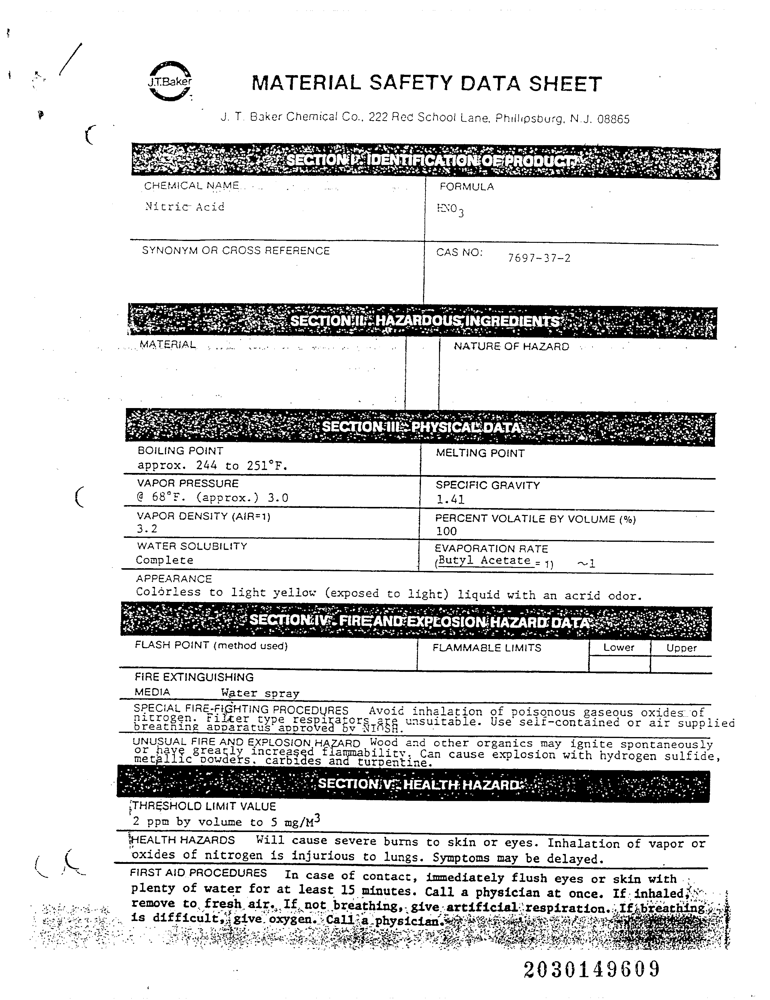 J.T.Baker
MATERIAL SAFETY DATA SHEET
J. T. Baker Chemical Co., 222 Red School Lane, Phillipsburg, N.J. 08865
SECTION I - IDENTIFICATION OF PRODUCT
CHEMICAL NAME FORMULA
Nitric Acid HNO3
SYNONYM OR CROSS REFERENCE CAS NO: 7697-37-2
SECTION II - HAZARDOUS INGREDIENTS
MATERIAL NATURE OF HAZARD
SECTION III - PHYSICAL DATA
BOILING POINT MELTING POINT
approx. 244 to 251°F.
VAPOR PRESSURE SPECIFIC GRAVITY
@ 68°F. (approx.) 3.0 1.41
VAPOR DENSITY (AIR=1) PERCENT VOLATILE BY VOLUME (%)
3.2 100
WATER SOLUBILITY EVAPORATION RATE
Complete (Butyl Acetate = 1) ~1
APPEARANCE
Colorless to light yellow (exposed to light) liquid with an acrid odor.
SECTION IV - FIRE AND EXPLOSION HAZARD DATA
FLASH POINT (method used) FLAMMABLE LIMITS Lower Upper
FIRE EXTINGUISHING
MEDIA Water spray
SPECIAL FIRE-FIGHTING PROCEDURES Avoid inhalation of poisonous gaseous oxides of
nitrogen. Filter type respirators are unsuitable. Use self-contained or air supplied
breathing apparatus approved by NIOSH.
UNUSUAL FIRE AND EXPLOSION HAZARD Wood and other organics may ignite spontaneously
or have greatly increased flammability. Can cause explosion with hydrogen sulfide,
metallic powders, carbides and turpentine.
SECTION V - HEALTH HAZARD
THRESHOLD LIMIT VALUE
2 ppm by volume to 5 mg/M3
HEALTH HAZARDS Will cause severe burns to skin or eyes. Inhalation of vapor or
oxides of nitrogen is injurious to lungs. Symptoms may be delayed.
FIRST AID PROCEDURES In case of contact, immediately flush eyes or skin with
plenty of water for at least 15 minutes. Call a physician at once. If inhaled,
remove to fresh air. If not breathing, give artificial respiration. If breathing
is difficult, give oxygen. Call a physician.
2030149609